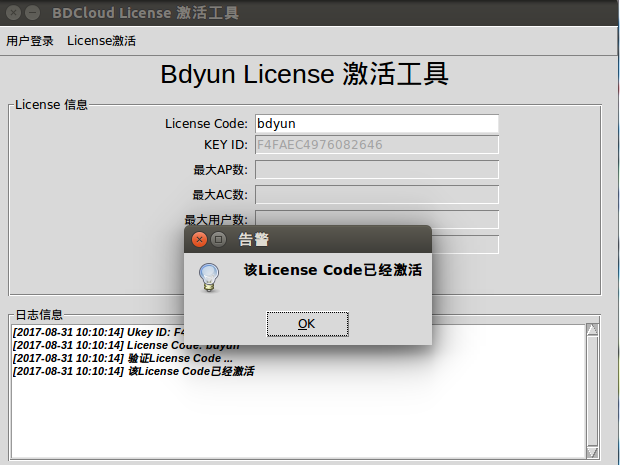 BDCloud License 激活工具
用户登录 License激活
Bdyun License 激活工具
License 信息
License Code: bdyun
KEY ID: F4FAEC4976082646
最大AP数:
最大AC数:
最大用户数:
告警
该License Code已经激活
OK
日志信息
[2017-08-31 10:10:14] Ukey ID: F4
[2017-08-31 10:10:14] License Code: bdyun
[2017-08-31 10:10:14] 验证License Code ...
[2017-08-31 10:10:14] 该License Code已经激活